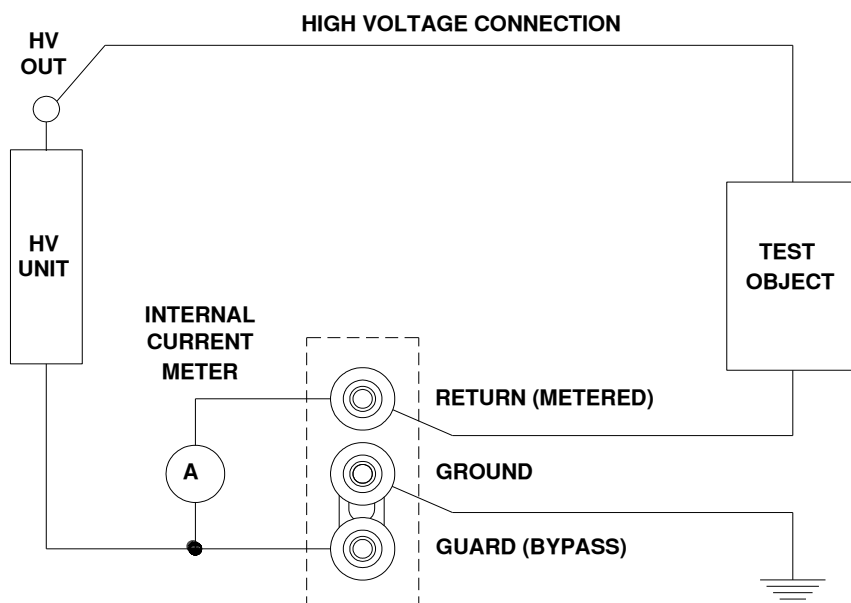 HIGH VOLTAGE CONNECTION
HV
OUT
HV
UNIT
TEST
OBJECT
INTERNAL
CURRENT
METER
RETURN (METERED)
A
GROUND
GUARD (BYPASS)